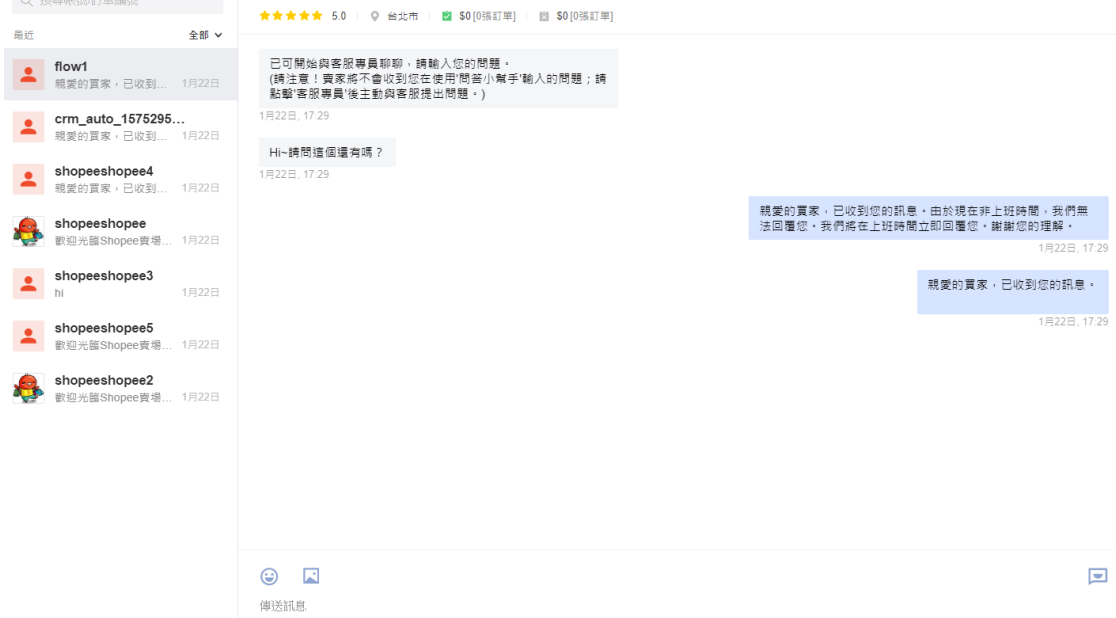 最近
全部
flow1
親愛的買家，已收到... 1月22日
crm_auto_1575295...
親愛的買家，已收到... 1月22日
shopeeshopee4
親愛的買家，已收到... 1月22日
shopeeshopee
歡迎光臨Shopee賣場... 1月22日
shopeeshopee3
hi 1月22日
shopeeshopee5
歡迎光臨Shopee賣場... 1月22日
shopeeshopee2
歡迎光臨Shopee賣場... 1月22日
5.0 台北市 $0 [0張訂單] $0 [0張訂單]
已可開始與客服專員聊聊，請輸入您的問題。
(請注意！賣家將不會收到您在使用'問答小幫手'輸入的問題；請
點擊'客服專員'後主動與客服提出問題。)
1月22日, 17:29
Hi~請問這個還有嗎？
1月22日, 17:29
親愛的買家，已收到您的訊息。由於現在非上班時間，我們無
法回覆您。我們將在上班時間立即回覆您。謝謝您的理解。
1月22日, 17:29
親愛的買家，已收到您的訊息。
1月22日, 17:29
傳送訊息